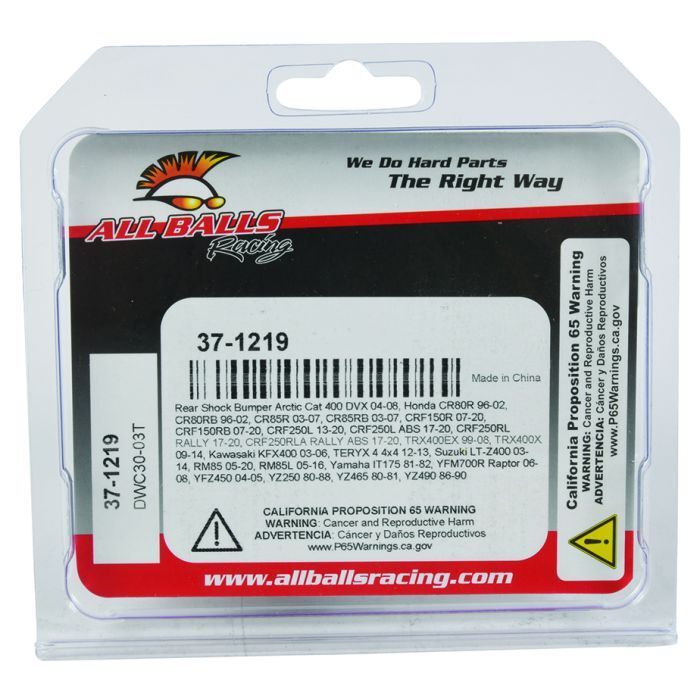 We Do Hard Parts
The Right Way
ALL BALLS
Racing
37-1219
Made in China
Rear Shock Bumper Arctic Cat 400 DVX 04-08, Honda CR80R 96-02,
CR80RB 96-02, CR85R 03-07, CR85RB 03-07, CRF150R 07-20,
CRF150RB 07-20, CRF250L 13-20, CRF250L ABS 17-20, CRF250RL
RALLY 17-20, CRF250RLA RALLY ABS 17-20, TRX400EX 99-08, TRX400X
09-14, Kawasaki KFX400 03-06, TERYX 4 4x4 12-13, Suzuki LT-Z400 03-
14, RM85 05-20, RM85L 05-16, Yamaha IT175 81-82, YFM700R Raptor 06-
08, YFZ450 04-05, YZ250 80-88, YZ465 80-81, YZ490 86-90
CALIFORNIA PROPOSITION 65 WARNING
WARNING: Cancer and Reproductive Harm
ADVERTENCIA: Cáncer y Daños Reproductivos
www.P65Warnings.ca.gov
37-1219
DWC30-03T
California Proposition 65 Warning
WARNING: Cancer and Reproductive Harm
ADVERTENCIA: Cáncer y Daños Reproductivos
www.P65Warnings.ca.gov
www.allballsracing.com